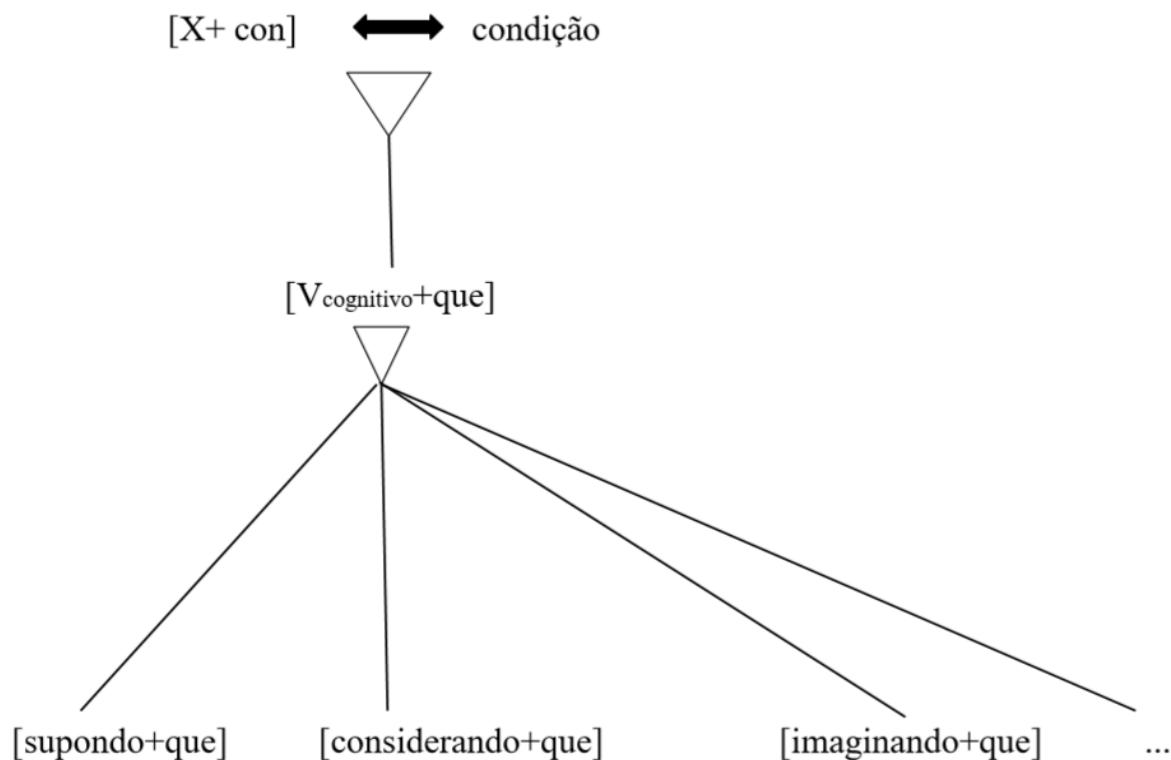 [X+ con] condição
[Vcognitivo+que]
[supondo+que] [considerando+que] [imaginando+que] ...